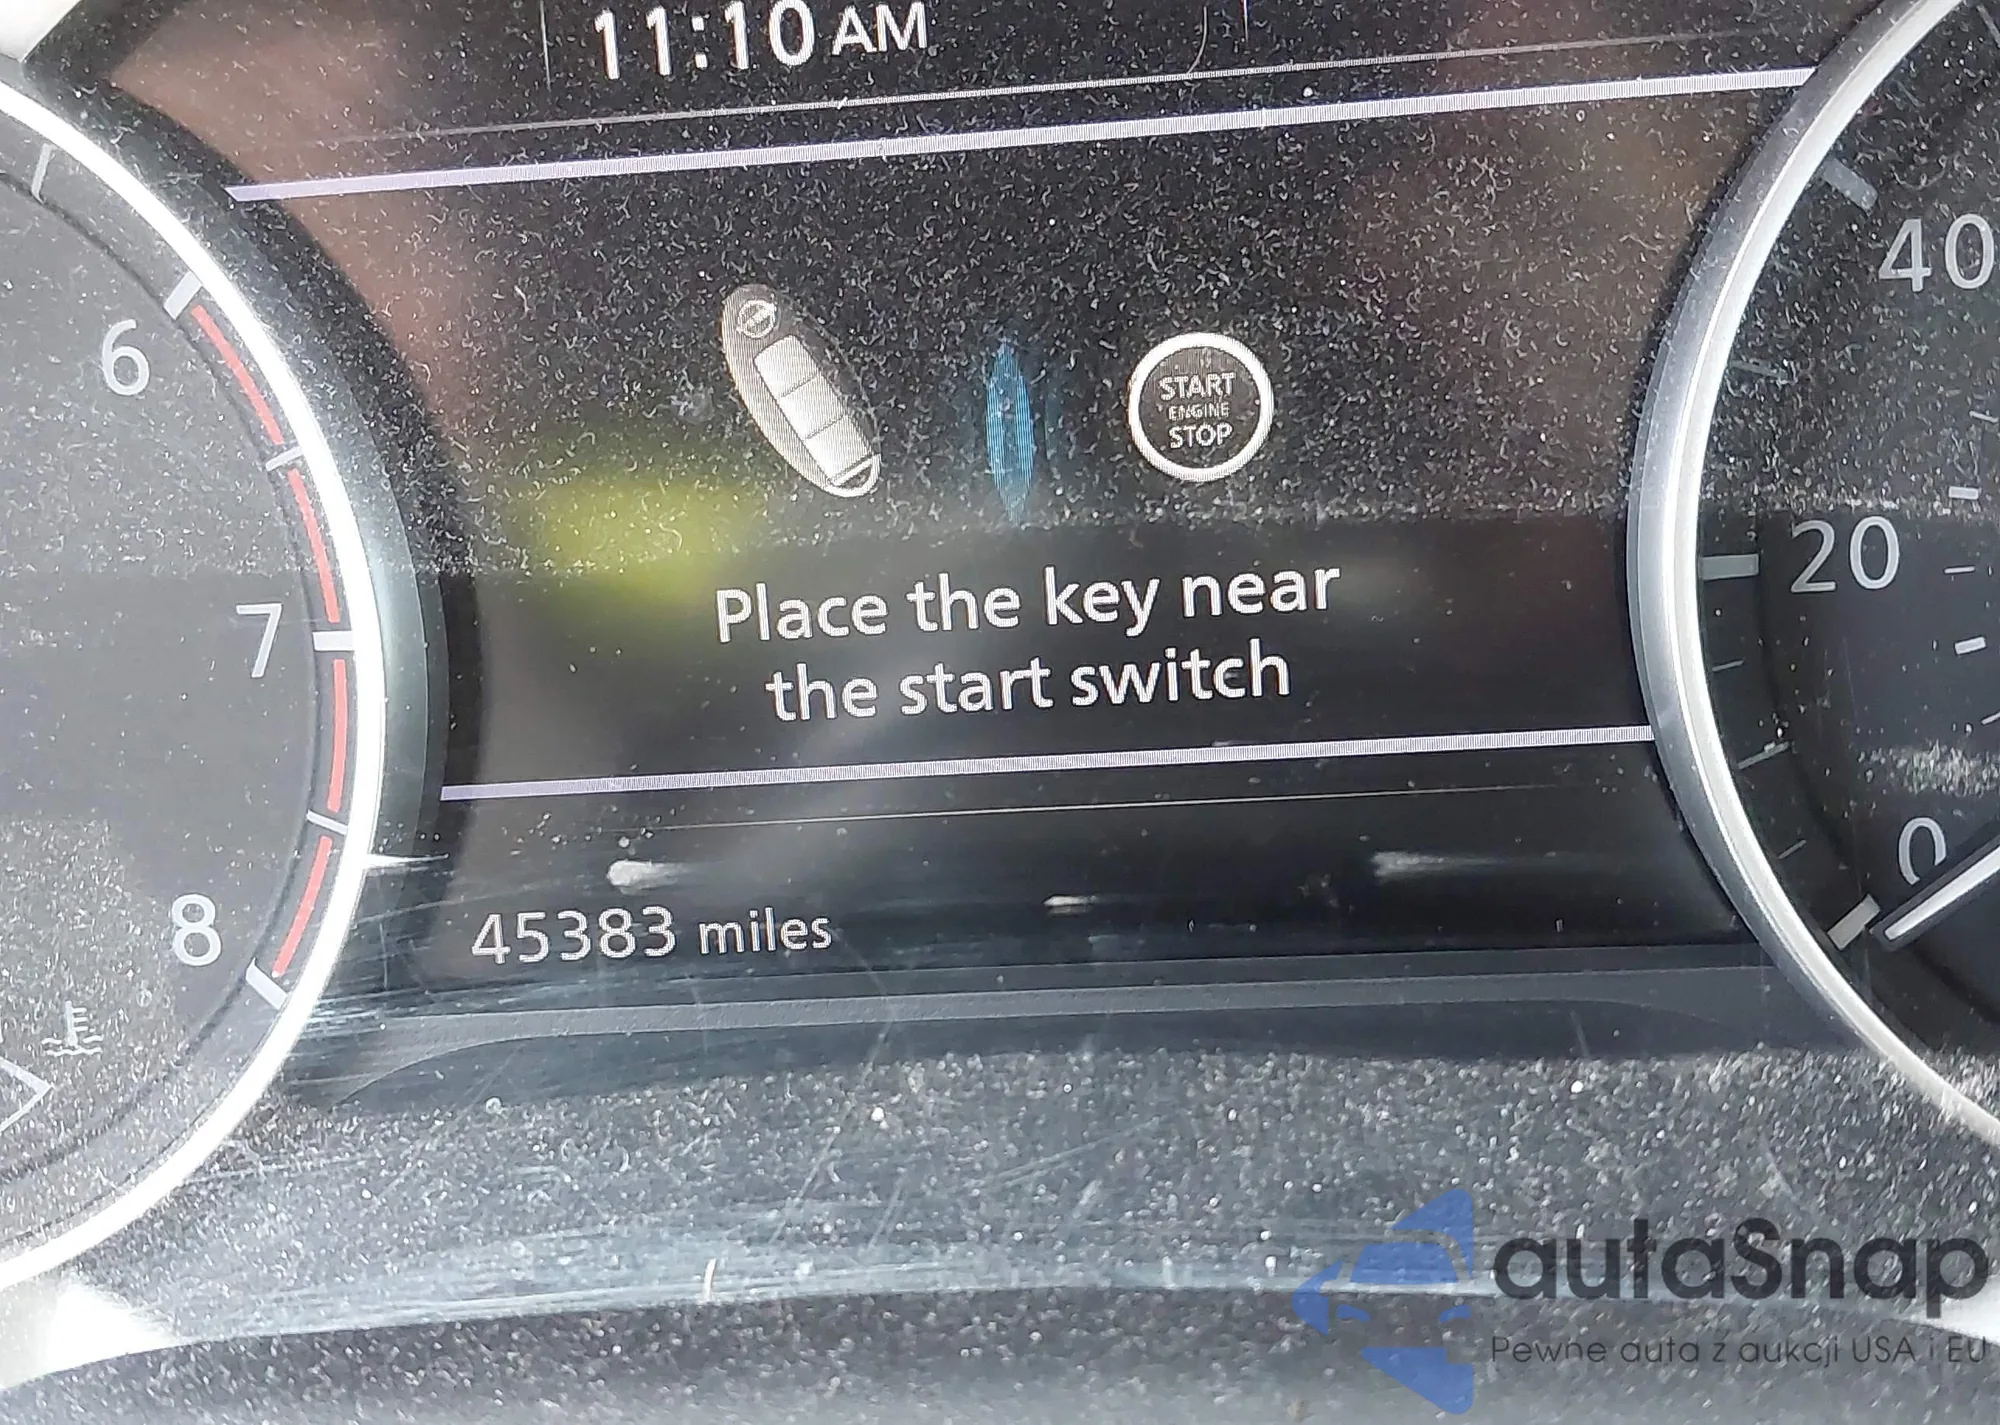 11:10 AM
40
6
START
ENGINE
STOP
20
Place the key near
7
the start switch
0
8
45383 miles
autaSnap
Pewne auta z aukcji USA i EU